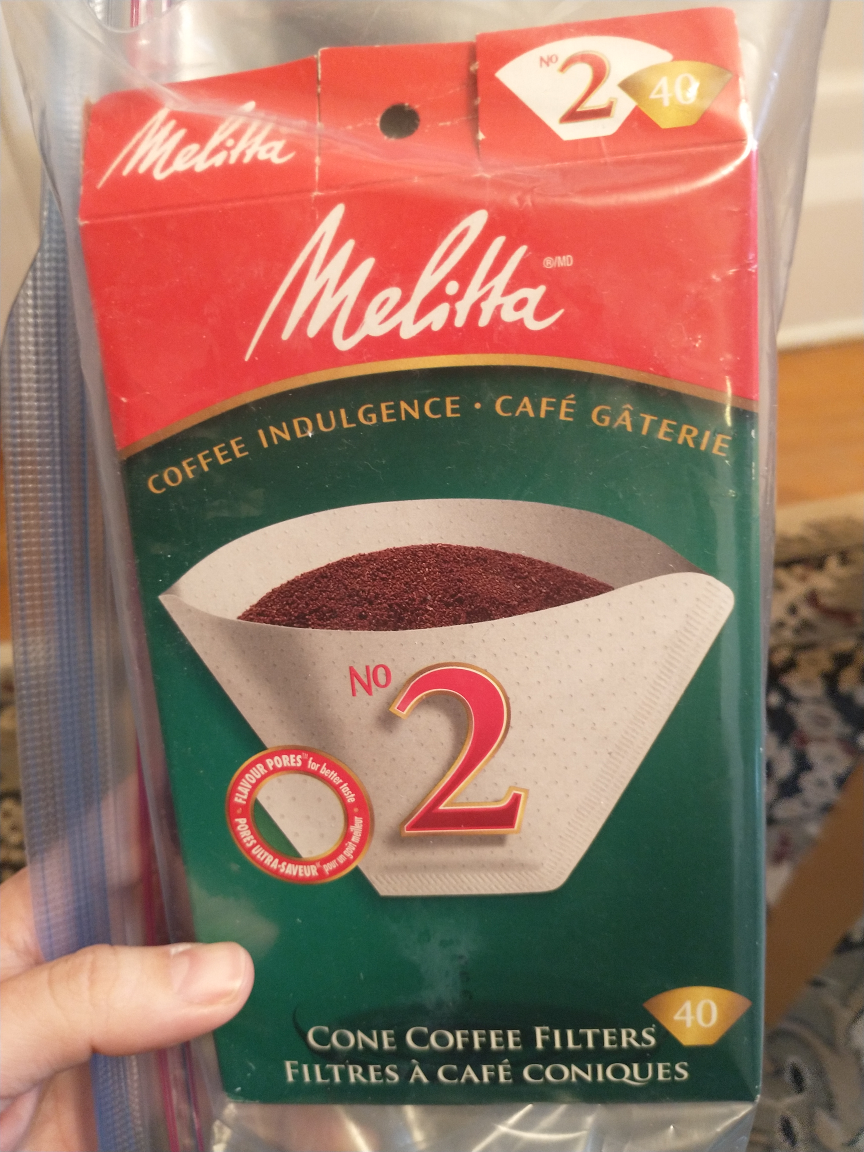 Melitta
No 2 40
Melitta ®/MD
COFFEE INDULGENCE • CAFÉ GÂTERIE
No 2
FLAVOUR PORES™ for better taste
PORES ULTRA-SAVEUR™ pour un goût meilleur
40
CONE COFFEE FILTERS
FILTRES À CAFÉ CONIQUES